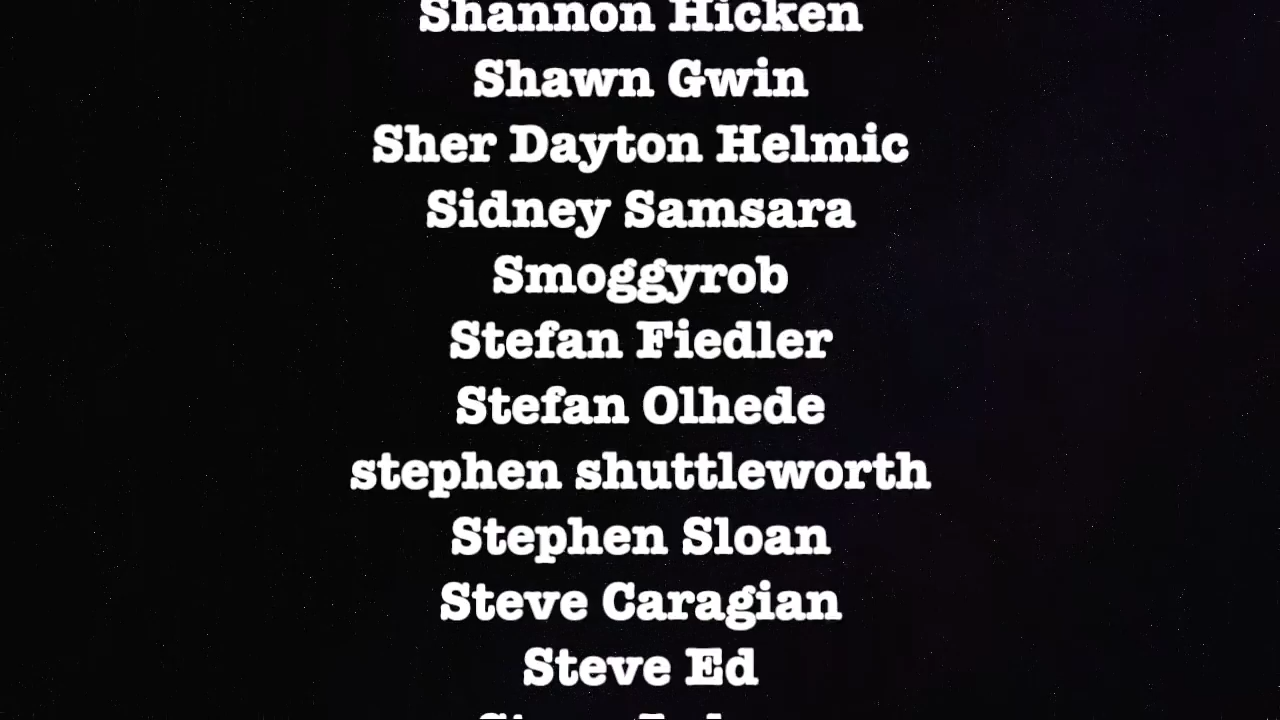 Shannon Hicken
Shawn Gwin
Sher Dayton Helmic
Sidney Samsara
Smoggyrob
Stefan Fiedler
Stefan Olhede
stephen shuttleworth
Stephen Sloan
Steve Caragian
Steve Ed